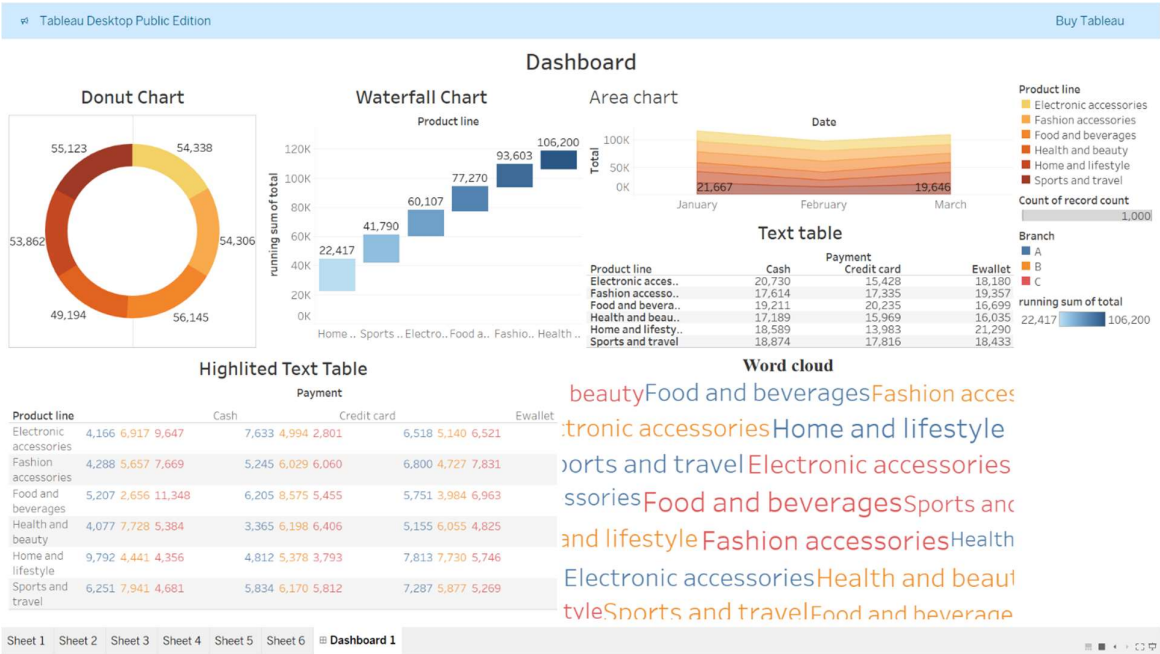 Tableau Desktop Public Edition
Buy Tableau
Dashboard
Donut Chart
55,123
54,338
53,862
54,306
49,194
56,145
Waterfall Chart
Product line
running sum of total
120K
100K
80K
60K
40K
20K
0K
22,417
41,790
60,107
77,270
93,603
106,200
Home .. Sports .. Electro.. Food a.. Fashio.. Health ..
Area chart
Date
Total
100K
50K
0K
21,667
19,646
January February March
Text table
Payment
Product line Cash Credit card Ewallet
Electronic acces.. 20,730 15,428 18,180
Fashion accesso.. 17,614 17,335 19,357
Food and bevera.. 19,211 20,235 16,699
Health and beau.. 17,189 15,969 16,035
Home and lifesty.. 18,589 13,983 21,290
Sports and travel 18,874 17,816 18,433
Product line
Electronic accessories
Fashion accessories
Food and beverages
Health and beauty
Home and lifestyle
Sports and travel
Count of record count
1,000
Branch
A
B
C
running sum of total
22,417 106,200
Highlited Text Table
Payment
Product line Cash Credit card Ewallet
Electronic
accessories 4,166 6,917 9,647 7,633 4,994 2,801 6,518 5,140 6,521
Fashion
accessories 4,288 5,657 7,669 5,245 6,029 6,060 6,800 4,727 7,831
Food and
beverages 5,207 2,656 11,348 6,205 8,575 5,455 5,751 3,984 6,963
Health and
beauty 4,077 7,728 5,384 3,365 6,198 6,406 5,155 6,055 4,825
Home and
lifestyle 9,792 4,441 4,356 4,812 5,378 3,793 7,813 7,730 5,746
Sports and
travel 6,251 7,941 4,681 5,834 6,170 5,812 7,287 5,877 5,269
Word cloud
beauty Food and beverages Fashion acces
tronic accessories Home and lifestyle
orts and travel Electronic accessories
ssories Food and beverages Sports and
and lifestyle Fashion accessories Health
Electronic accessories Health and beaut
tyle Sports and travel Food and beverage
Sheet 1 Sheet 2 Sheet 3 Sheet 4 Sheet 5 Sheet 6 Dashboard 1